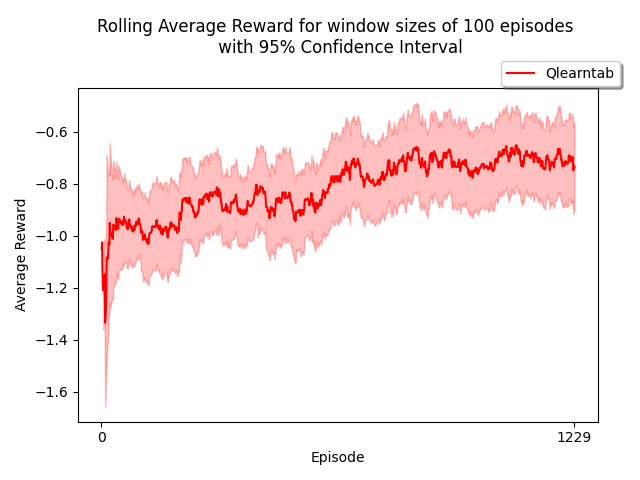 Rolling Average Reward for window sizes of 100 episodes
with 95% Confidence Interval
Qlearntab
−0.6
−0.8
−1.0
−1.2
−1.4
−1.6
Average Reward
0
1229
Episode